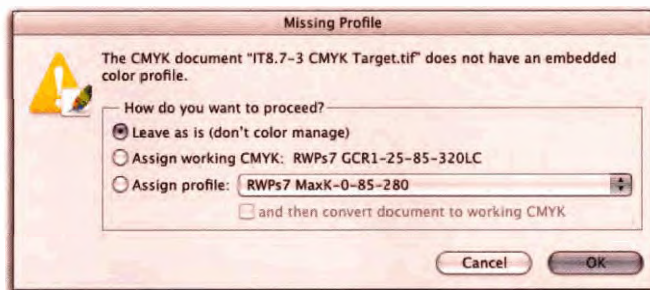 Missing Profile
The CMYK document "IT8.7-3 CMYK Target.tif" does not have an embedded
color profile.
How do you want to proceed?
Leave as is (don't color manage)
Assign working CMYK: RWPs7 GCR1-25-85-320LC
Assign profile: RWPs7 MaxK-0-85-280
and then convert document to working CMYK
Cancel OK